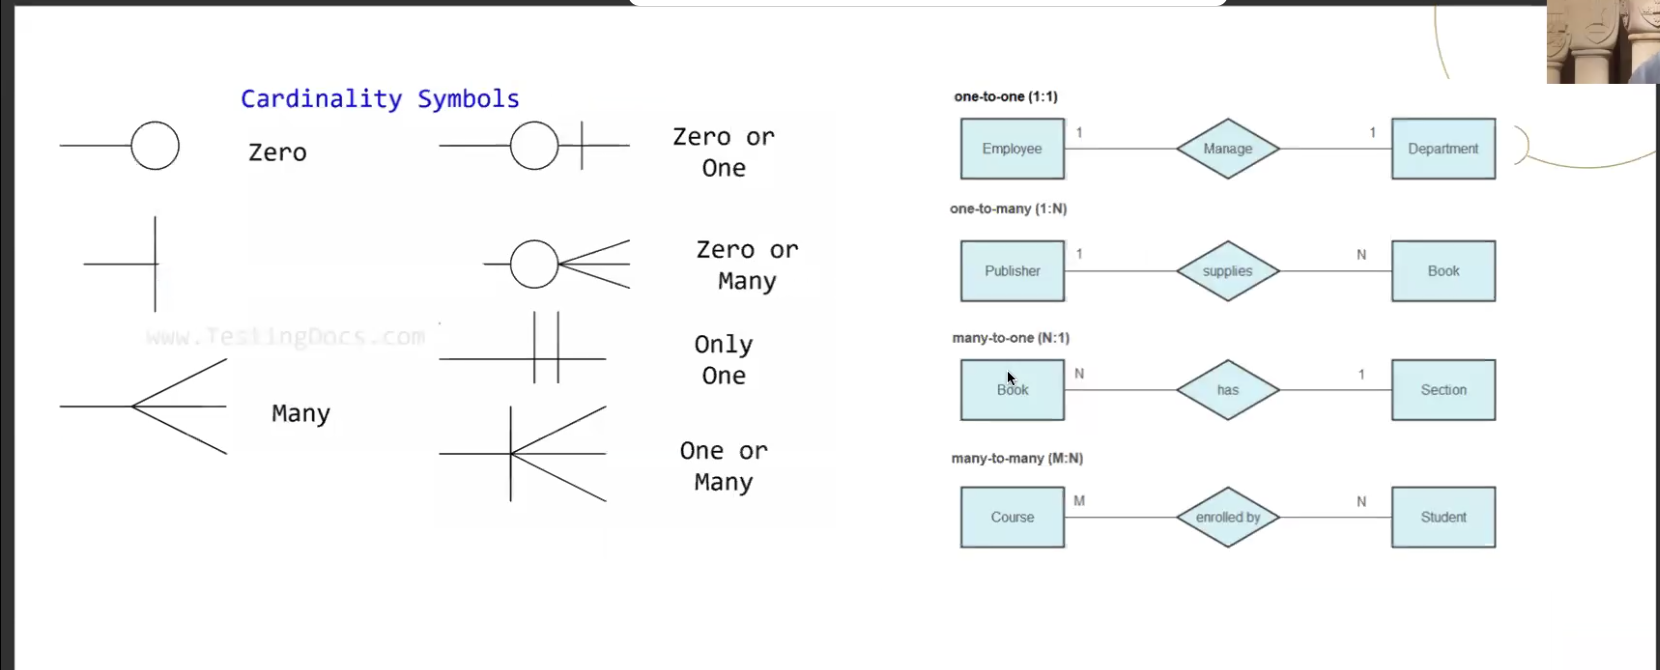 Cardinality Symbols
Zero
Zero or
One
Zero or
Many
www.TestingDocs.com
Only
One
Many
One or
Many
one-to-one (1:1)
Employee 1 Manage 1 Department
one-to-many (1:N)
Publisher 1 supplies N Book
many-to-one (N:1)
Book N has 1 Section
many-to-many (M:N)
Course M enrolled by N Student